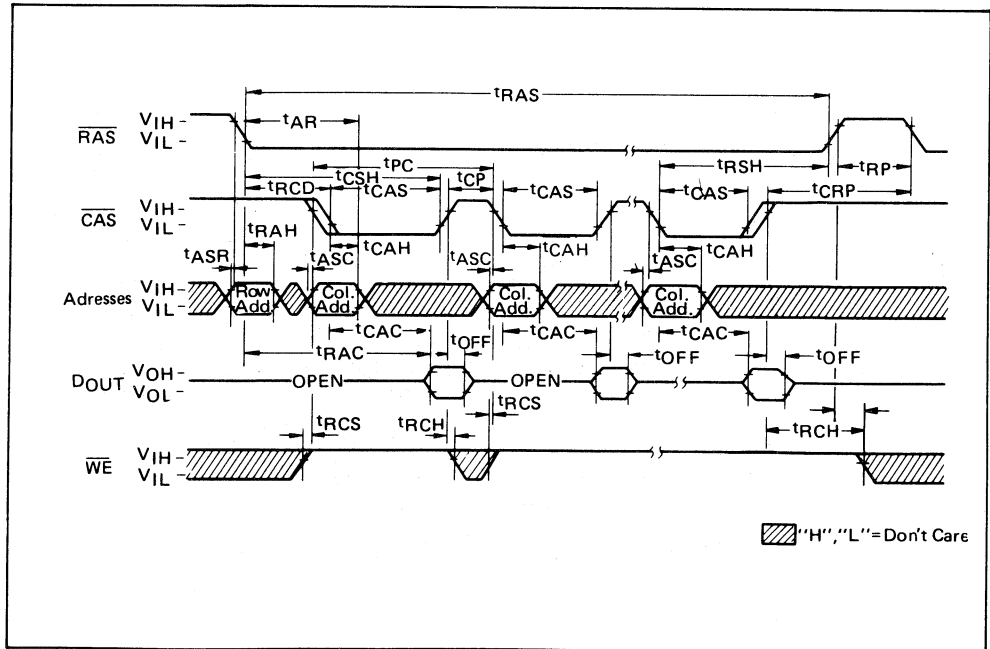 tRAS
VIH
RAS
VIL
tAR
tPC
tRSH
tRP
tCSH
tRCD
tCAS
tCP
tCAS
tCAS
tCRP
VIH
CAS
VIL
tRAH
tCAH
tCAH
tCAH
tASR
tASC
tASC
tASC
Adresses
VIH
VIL
Row Add.
Col. Add.
Col. Add.
Col. Add.
tCAC
tCAC
tCAC
tRAC
tOFF
tOFF
tOFF
DOUT
VOH
VOL
OPEN
OPEN
tRCS
tRCH
tRCS
tRCH
WE
VIH
VIL
"H", "L" = Don't Care